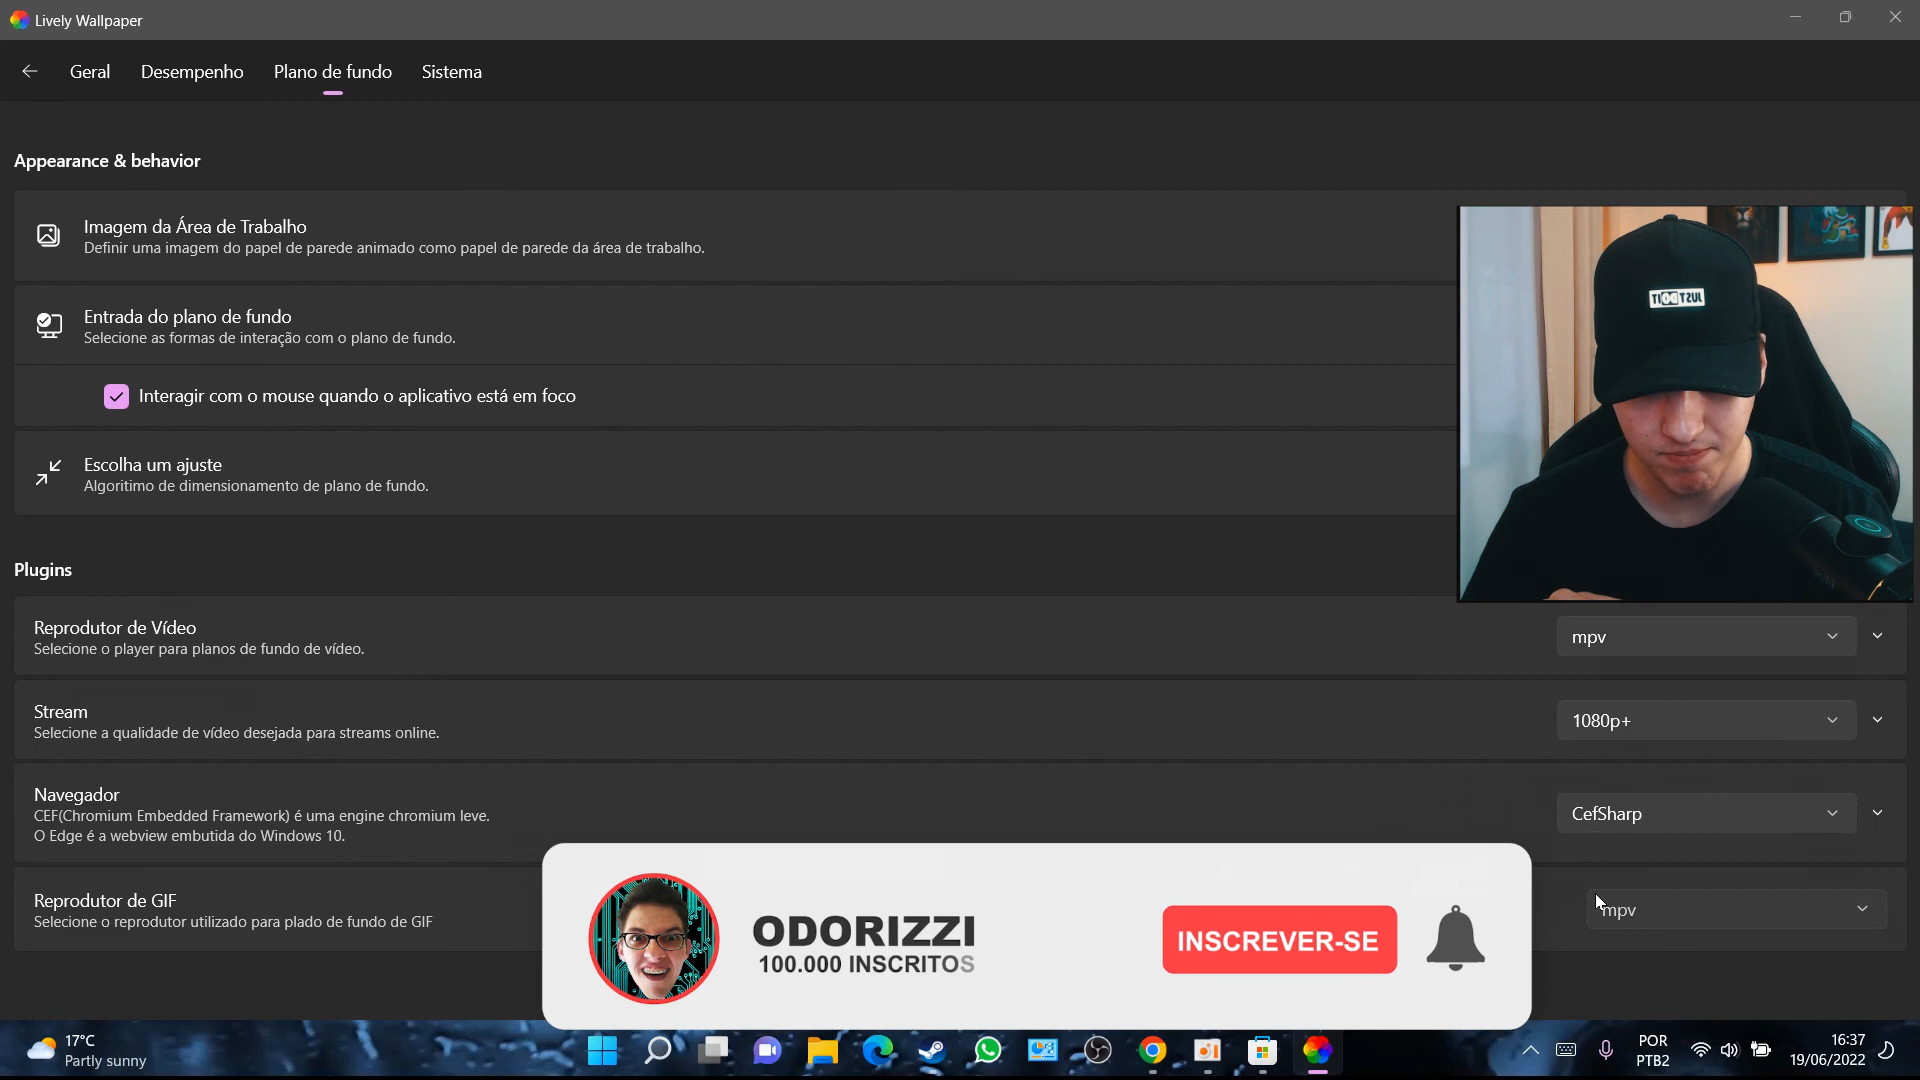 Lively Wallpaper
Geral
Desempenho
Plano de fundo
Sistema
Appearance & behavior
Imagem da Área de Trabalho
Definir uma imagem do papel de parede animado como papel de parede da área de trabalho.
Entrada do plano de fundo
Selecione as formas de interação com o plano de fundo.
Interagir com o mouse quando o aplicativo está em foco
Escolha um ajuste
Algoritimo de dimensionamento de plano de fundo.
JUST DO IT
Plugins
Reprodutor de Vídeo
Selecione o player para planos de fundo de vídeo.
mpv
Stream
Selecione a qualidade de vídeo desejada para streams online.
1080p+
Navegador
CEF(Chromium Embedded Framework) é uma engine chromium leve.
O Edge é a webview embutida do Windows 10.
CefSharp
Reprodutor de GIF
Selecione o reprodutor utilizado para plado de fundo de GIF
mpv
ODORIZZI
100.000 INSCRITOS
INSCREVER-SE
17°C
Partly sunny
POR
PTB2
16:37
19/06/2022